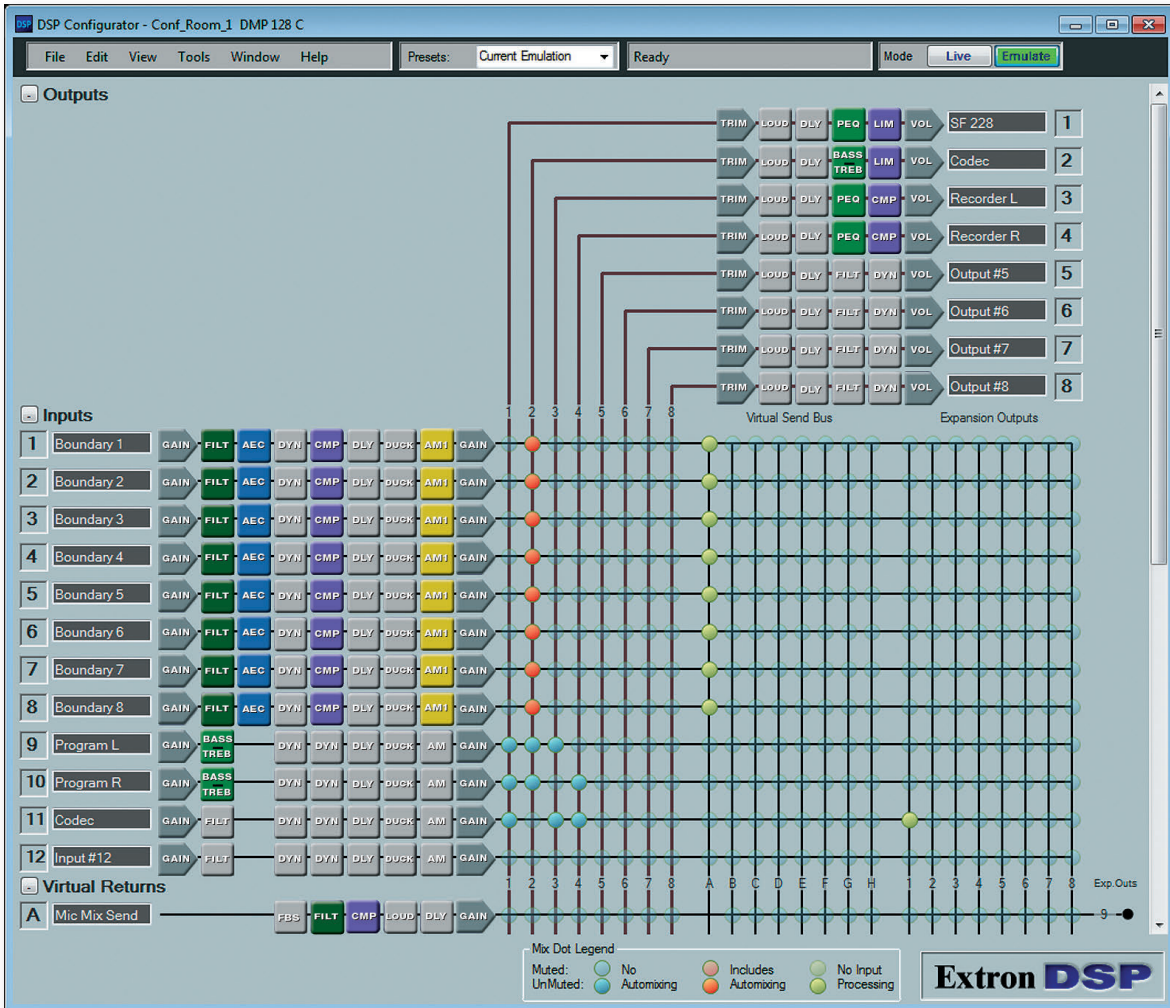 DSP Configurator - Conf_Room_1 DMP 128 C
File Edit View Tools Window Help Presets: Current Emulation Ready Mode Live Emulate
- Outputs
TRIM LOUD DLY PEQ LIM VOL SF 228 1
TRIM LOUD DLY BASS TREB LIM VOL Codec 2
TRIM LOUD DLY PEQ CMP VOL Recorder L 3
TRIM LOUD DLY PEQ CMP VOL Recorder R 4
TRIM LOUD DLY FILT DYN VOL Output #5 5
TRIM LOUD DLY FILT DYN VOL Output #6 6
TRIM LOUD DLY FILT DYN VOL Output #7 7
TRIM LOUD DLY FILT DYN VOL Output #8 8
- Inputs 1 2 3 4 5 6 7 8 Virtual Send Bus Expansion Outputs
1 Boundary 1 GAIN FILT AEC DYN CMP DLY DUCK AM1 GAIN
2 Boundary 2 GAIN FILT AEC DYN CMP DLY DUCK AM1 GAIN
3 Boundary 3 GAIN FILT AEC DYN CMP DLY DUCK AM1 GAIN
4 Boundary 4 GAIN FILT AEC DYN CMP DLY DUCK AM1 GAIN
5 Boundary 5 GAIN FILT AEC DYN CMP DLY DUCK AM1 GAIN
6 Boundary 6 GAIN FILT AEC DYN CMP DLY DUCK AM1 GAIN
7 Boundary 7 GAIN FILT AEC DYN CMP DLY DUCK AM1 GAIN
8 Boundary 8 GAIN FILT AEC DYN CMP DLY DUCK AM1 GAIN
9 Program L GAIN BASS TREB DYN DYN DLY DUCK AM GAIN
10 Program R GAIN BASS TREB DYN DYN DLY DUCK AM GAIN
11 Codec GAIN FILT DYN DYN DLY DUCK AM GAIN
12 Input #12 GAIN FILT DYN DYN DLY DUCK AM GAIN
- Virtual Returns 1 2 3 4 5 6 7 8 A B C D E F G H 1 2 3 4 5 6 7 8 Exp.Outs
A Mic Mix Send FBS FILT CMP LOUD DLY GAIN 9
Mix Dot Legend
Muted: No Includes No Input
UnMuted: Automixing Automixing Processing
Extron DSP